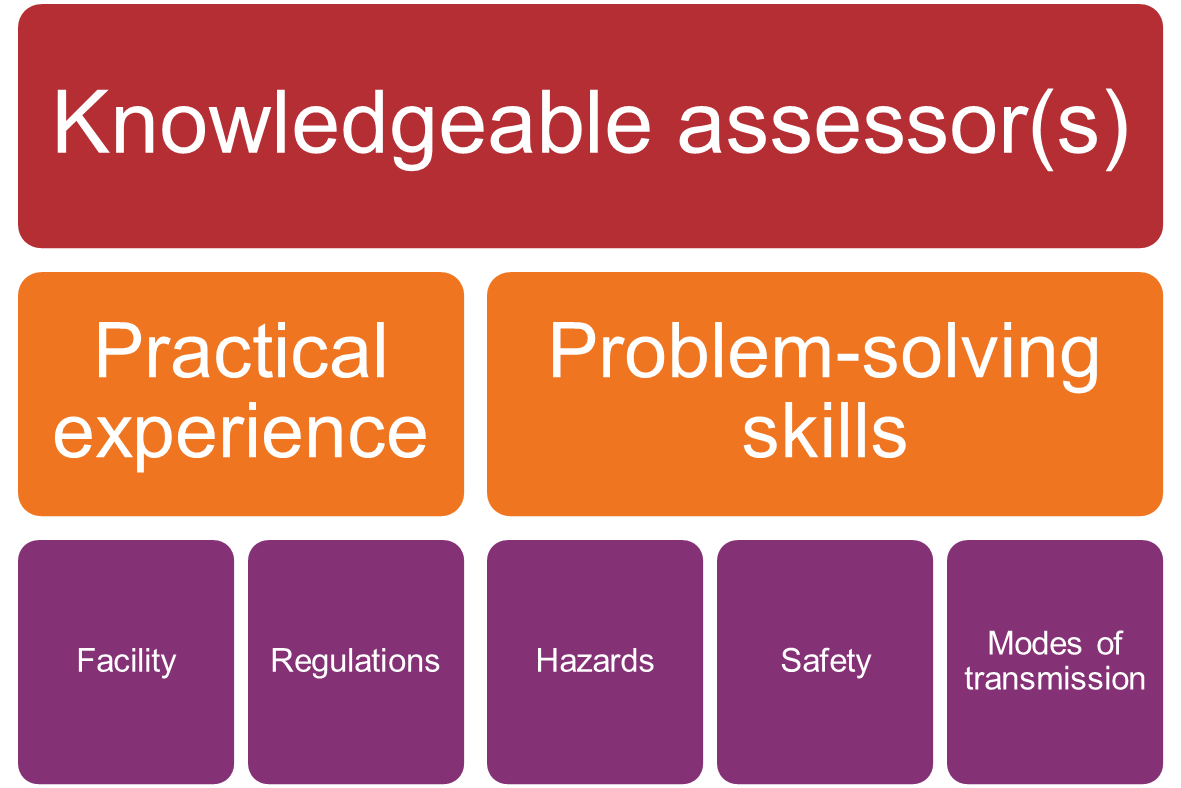 Knowledgeable assessor(s)
Practical
experience
Problem-solving
skills
Facility
Regulations
Hazards
Safety
Modes of
transmission